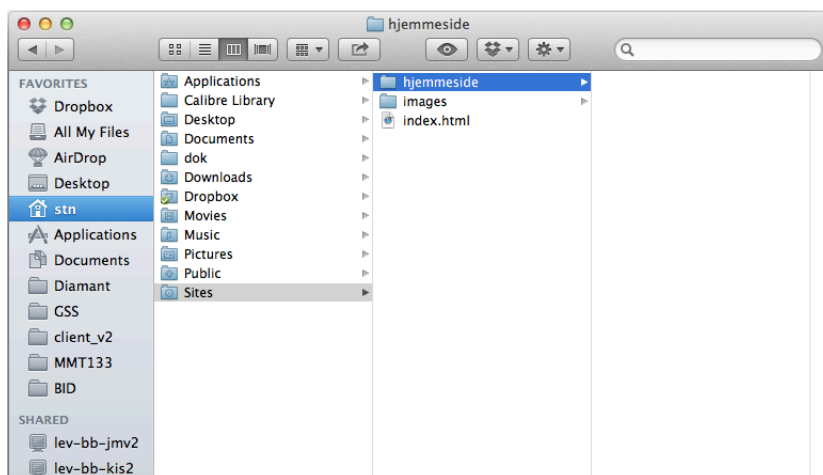 hjemmeside
FAVORITES
Dropbox
All My Files
AirDrop
Desktop
stn
Applications
Documents
Diamant
GSS
client_v2
MMT133
BID
SHARED
lev-bb-jmv2
lev-bb-kis2
Applications
Calibre Library
Desktop
Documents
dok
Downloads
Dropbox
Movies
Music
Pictures
Public
Sites
hjemmeside
images
index.html